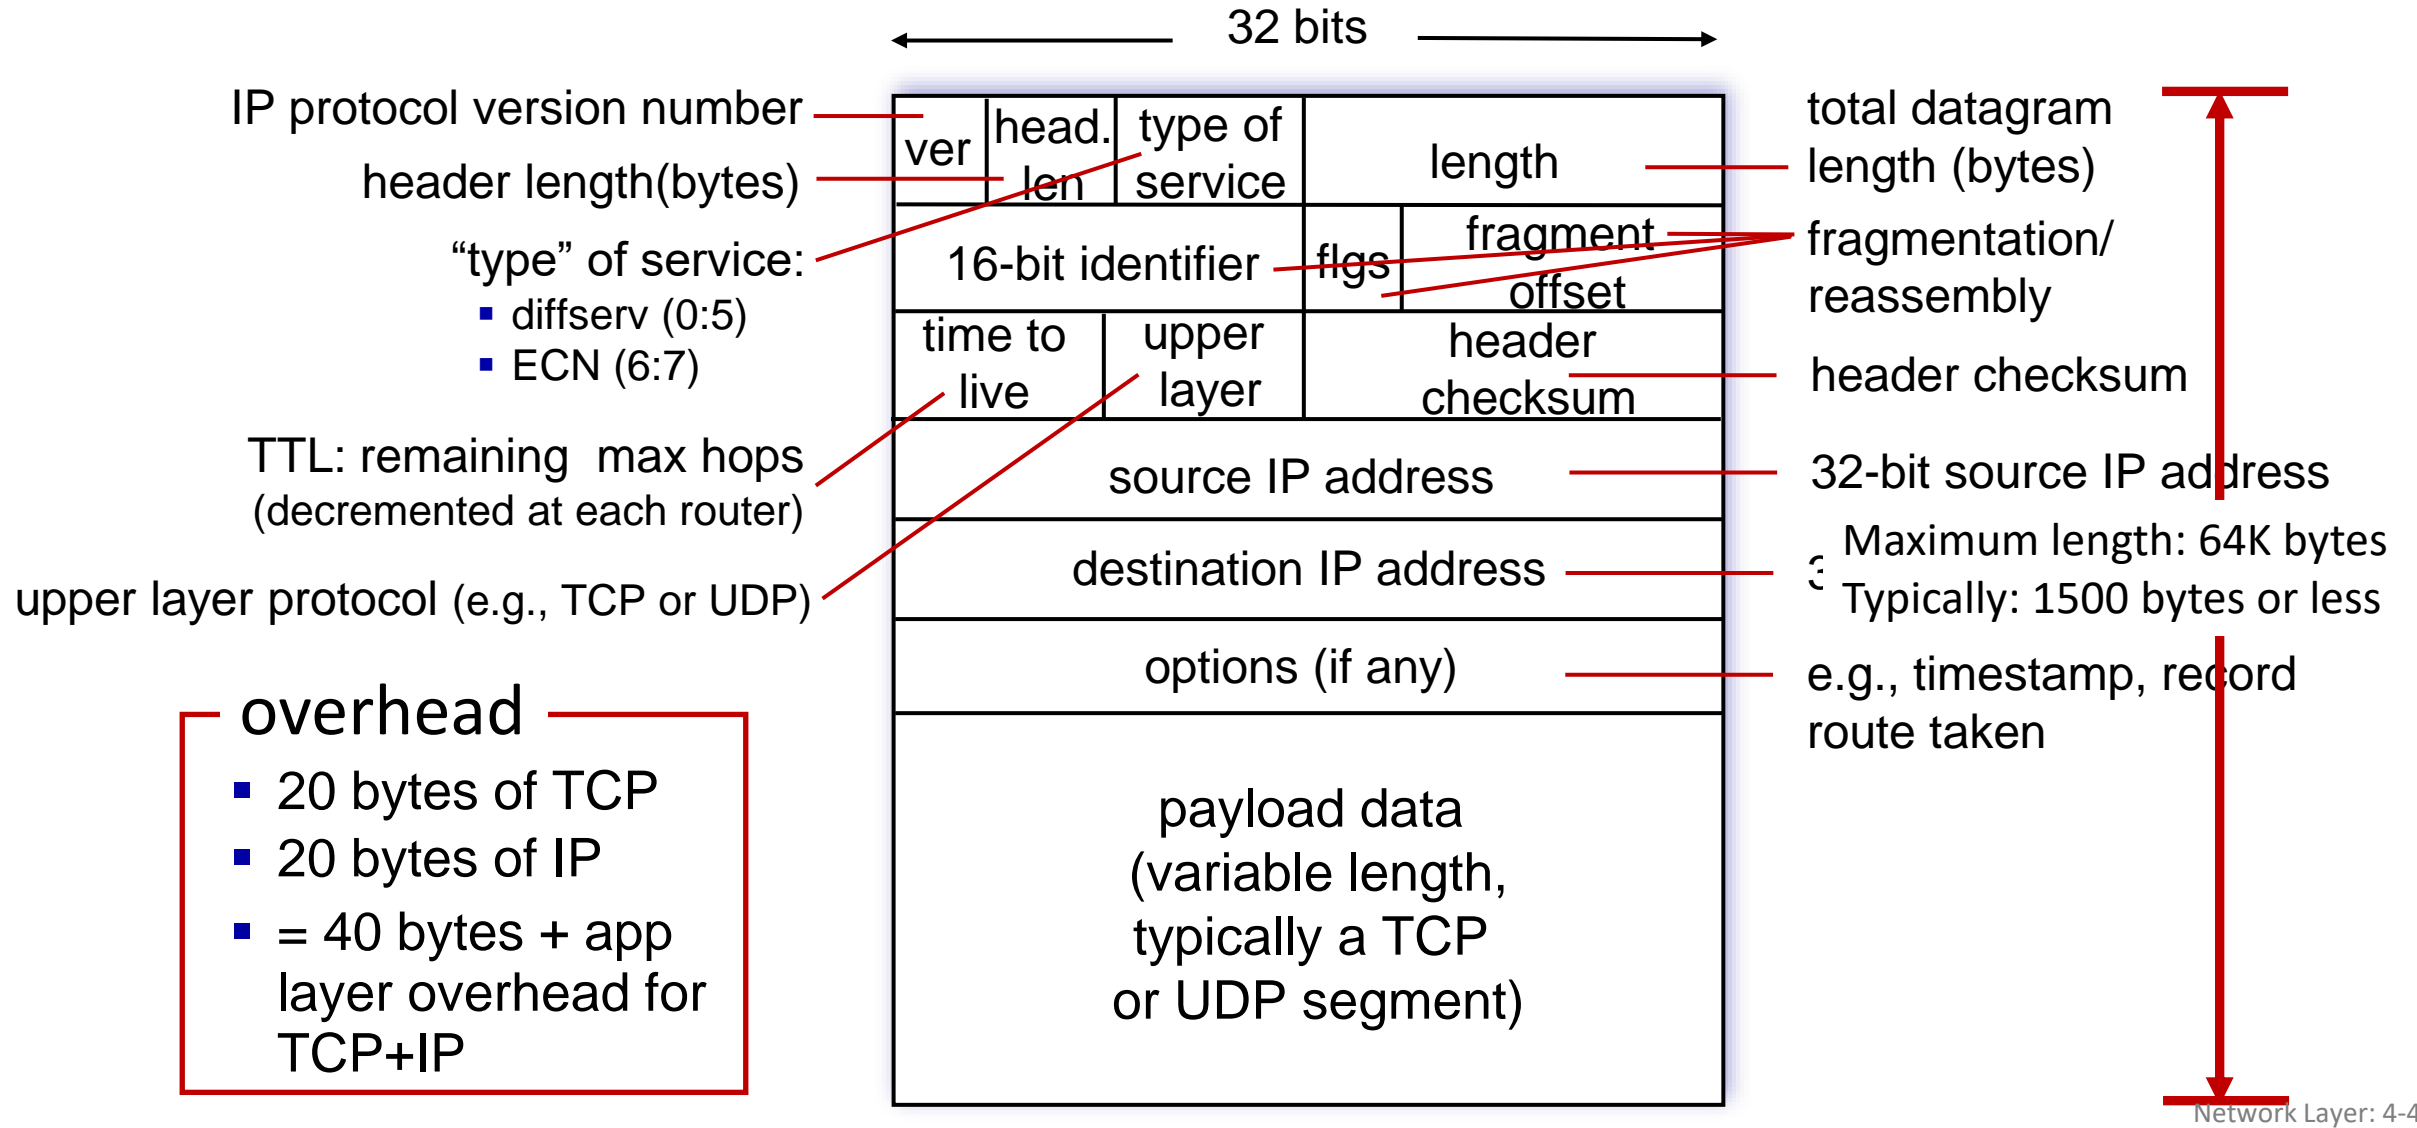 32 bits
IP protocol version number
header length(bytes)
“type” of service:
▪ diffserv (0:5)
▪ ECN (6:7)
TTL: remaining max hops
(decremented at each router)
upper layer protocol (e.g., TCP or UDP)
overhead
▪ 20 bytes of TCP
▪ 20 bytes of IP
▪ = 40 bytes + app
layer overhead for
TCP+IP
ver
head.
len
type of
service
length
16-bit identifier
flgs
fragment
offset
time to
live
upper
layer
header
checksum
source IP address
destination IP address
options (if any)
payload data
(variable length,
typically a TCP
or UDP segment)
total datagram
length (bytes)
fragmentation/
reassembly
header checksum
32-bit source IP address
Maximum length: 64K bytes
Typically: 1500 bytes or less
e.g., timestamp, record
route taken
Network Layer: 4-4